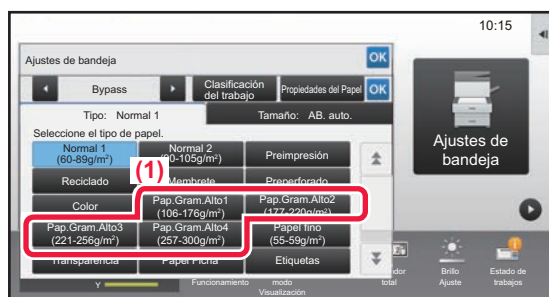 10:15
Ajustes de bandeja
OK
Bypass
Clasificación
del trabajo
Propiedades del Papel
OK
Tipo: Normal 1
Tamaño: AB. auto.
Seleccione el tipo de papel.
Normal 1
(60-89g/m²)
Normal 2
-105g/m²)
Preimpresión
(1)
Reciclado
Membrete
Preperforado
Color
Pap.Gram.Alto1
(106-176g/m²)
Pap.Gram.Alto2
(177-220g/m²)
Pap.Gram.Alto3
(221-256g/m²)
Pap.Gram.Alto4
(257-300g/m²)
Papel fino
(55-59g/m²)
Transparencia
Papel Ficha
Etiquetas
Ajustes de
bandeja
Y
Funcionamiento
modo
Visualización
dor
total
Brillo
Ajuste
Estado de
trabajos